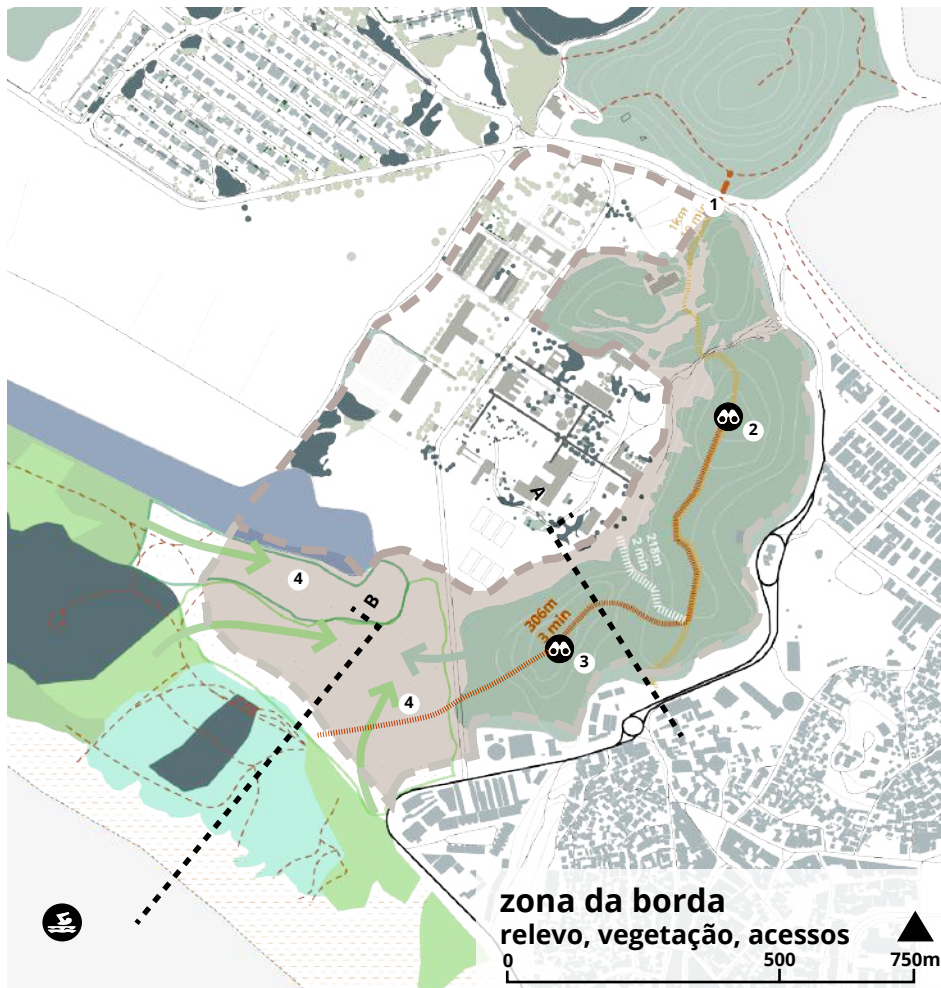 1
1km
2
A
218m
2 min
4
B
306m
3 min
3
4
zona da borda
relevo, vegetação, acessos
0
500
750m